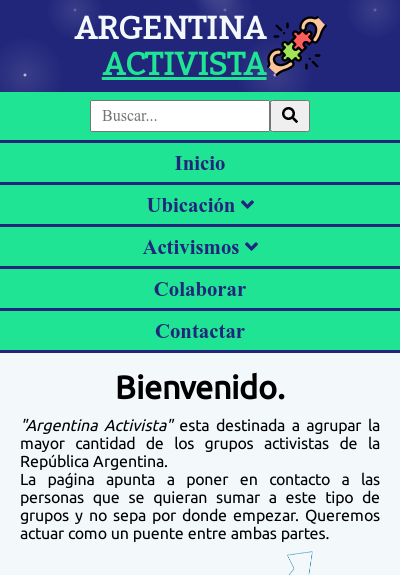 ARGENTINA
ACTIVISTA
Buscar...
Inicio
Ubicación
Activismos
Colaborar
Contactar
Bienvenido.
"Argentina Activista" esta destinada a agrupar la
mayor cantidad de los grupos activistas de la
República Argentina.
La paǵina apunta a poner en contacto a las
personas que se quieran sumar a este tipo de
grupos y no sepa por donde empezar. Queremos
actuar como un puente entre ambas partes.